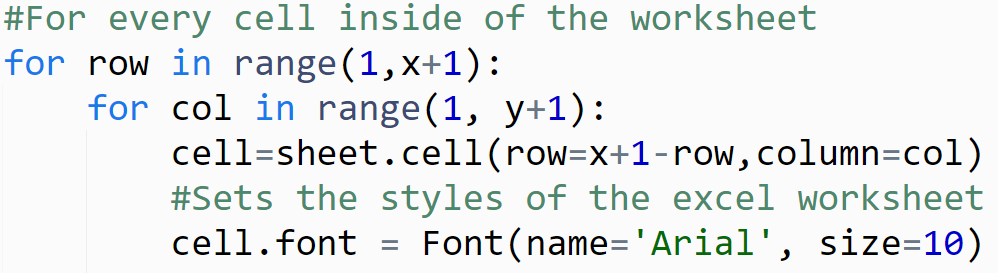 #For every cell inside of the worksheet
for row in range(1,x+1):
    for col in range(1, y+1):
        cell=sheet.cell(row=x+1-row,column=col)
        #Sets the styles of the excel worksheet
        cell.font = Font(name='Arial', size=10)